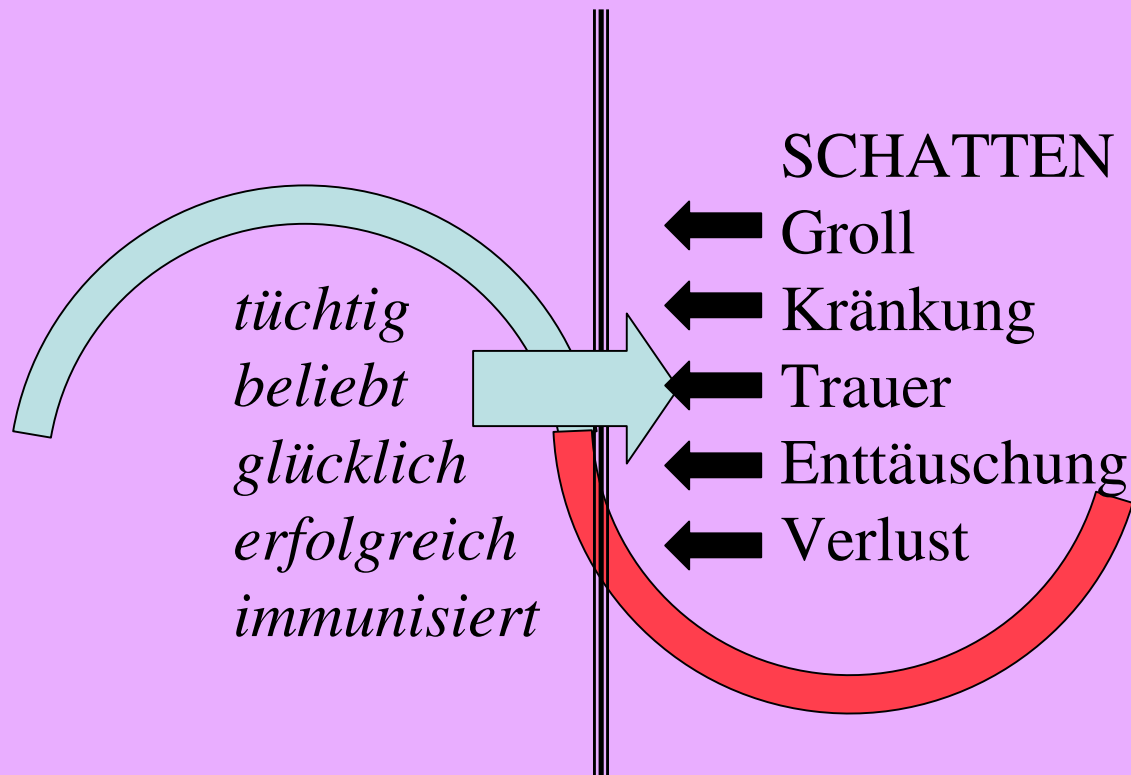 SCHATTEN
Groll
Kränkung
Trauer
Enttäuschung
Verlust
tüchtig
beliebt
glücklich
erfolgreich
immunisiert